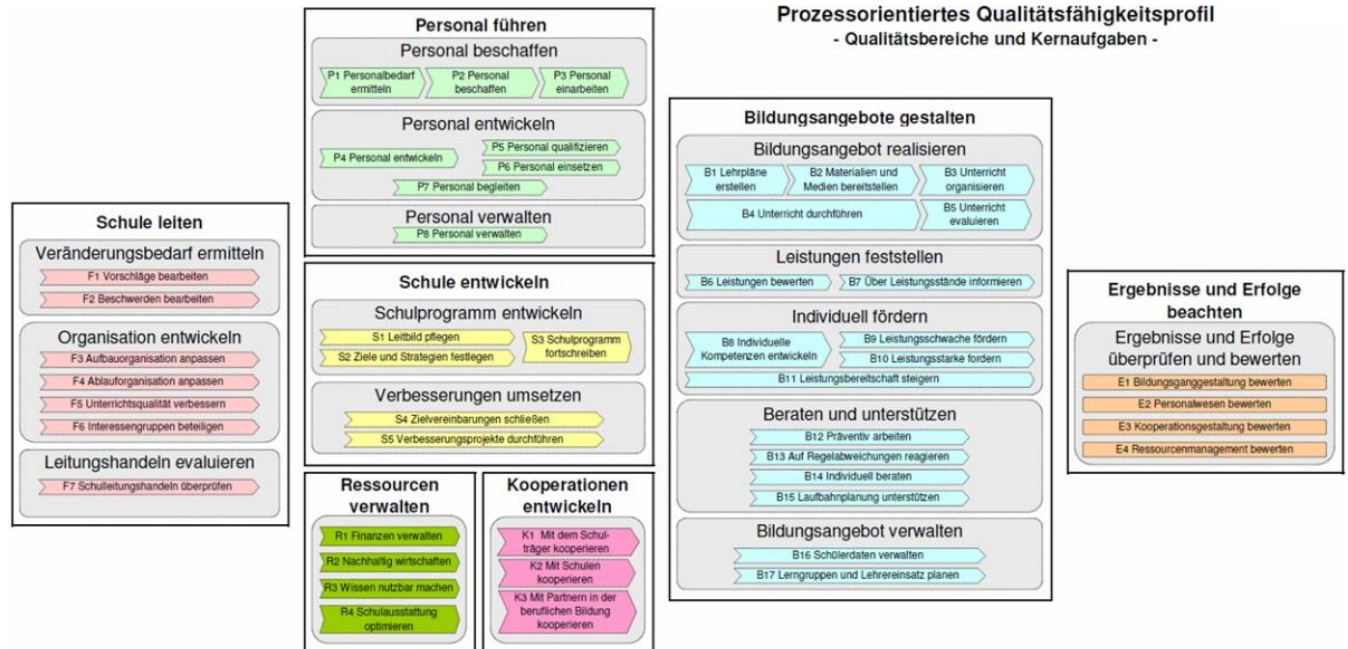 Prozessorientiertes Qualitätsfähigkeitsprofil
- Qualitätsbereiche und Kernaufgaben -
Schule leiten
Veränderungsbedarf ermitteln
F1 Vorschläge bearbeiten
F2 Beschwerden bearbeiten
Organisation entwickeln
F3 Aufbauorganisation anpassen
F4 Ablauforganisation anpassen
F5 Unterrichtsqualität verbessern
F6 Interessengruppen beteiligen
Leitungshandeln evaluieren
F7 Schulleitungshandeln überprüfen
Personal führen
Personal beschaffen
P1 Personalbedarf
ermitteln
P2 Personal
beschaffen
P3 Personal
einarbeiten
Personal entwickeln
P4 Personal entwickeln
P5 Personal qualifizieren
P6 Personal einsetzen
P7 Personal begleiten
Personal verwalten
P8 Personal verwalten
Schule entwickeln
Schulprogramm entwickeln
S1 Leitbild pflegen
S2 Ziele und Strategien festlegen
S3 Schulprogramm
fortschreiben
Verbesserungen umsetzen
S4 Zielvereinbarungen schließen
S5 Verbesserungsprojekte durchführen
Ressourcen
verwalten
R1 Finanzen verwalten
R2 Nachhaltig wirtschaften
R3 Wissen nutzbar machen
R4 Schulausstattung
optimieren
Kooperationen
entwickeln
K1 Mit dem Schul-
träger kooperieren
K2 Mit Schulen
kooperieren
K3 Mit Partnern in der
beruflichen Bildung
kooperieren
Bildungsangebote gestalten
Bildungsangebot realisieren
B1 Lehrpläne
erstellen
B2 Materialien und
Medien bereitstellen
B3 Unterricht
organisieren
B4 Unterricht durchführen
B5 Unterricht
evaluieren
Leistungen feststellen
B6 Leistungen bewerten
B7 Über Leistungsstände informieren
Individuell fördern
B8 Individuelle
Kompetenzen entwickeln
B9 Leistungsschwache fördern
B10 Leistungsstarke fordern
B11 Leistungsbereitschaft steigern
Beraten und unterstützen
B12 Präventiv arbeiten
B13 Auf Regelabweichungen reagieren
B14 Individuell beraten
B15 Laufbahnplanung unterstützen
Bildungsangebot verwalten
B16 Schülerdaten verwalten
B17 Lerngruppen und Lehrereinsatz planen
Ergebnisse und Erfolge
beachten
Ergebnisse und Erfolge
überprüfen und bewerten
E1 Bildungsganggestaltung bewerten
E2 Personalwesen bewerten
E3 Kooperationsgestaltung bewerten
E4 Ressourcenmanagement bewerten